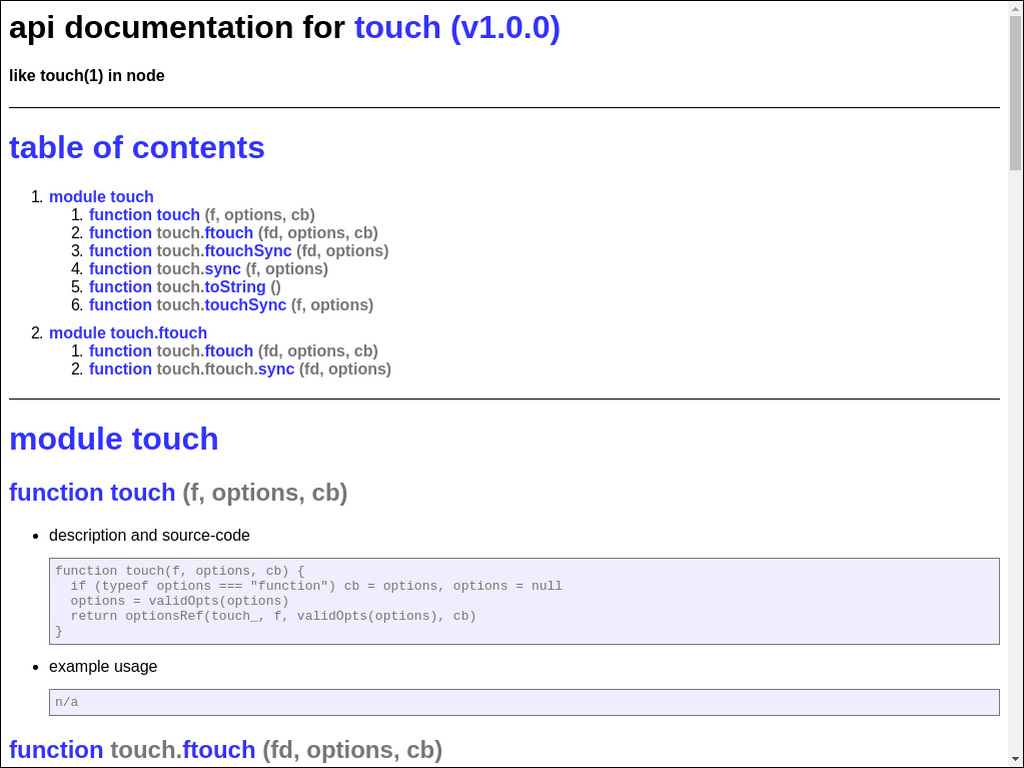 api documentation for touch (v1.0.0)
like touch(1) in node
table of contents
1. module touch
1. function touch (f, options, cb)
2. function touch.ftouch (fd, options, cb)
3. function touch.ftouchSync (fd, options)
4. function touch.sync (f, options)
5. function touch.toString ()
6. function touch.touchSync (f, options)
2. module touch.ftouch
1. function touch.ftouch (fd, options, cb)
2. function touch.ftouch.sync (fd, options)
module touch
function touch (f, options, cb)
• description and source-code
function touch(f, options, cb) {
  if (typeof options === "function") cb = options, options = null
  options = validOpts(options)
  return optionsRef(touch_, f, validOpts(options), cb)
}
• example usage
n/a
function touch.ftouch (fd, options, cb)